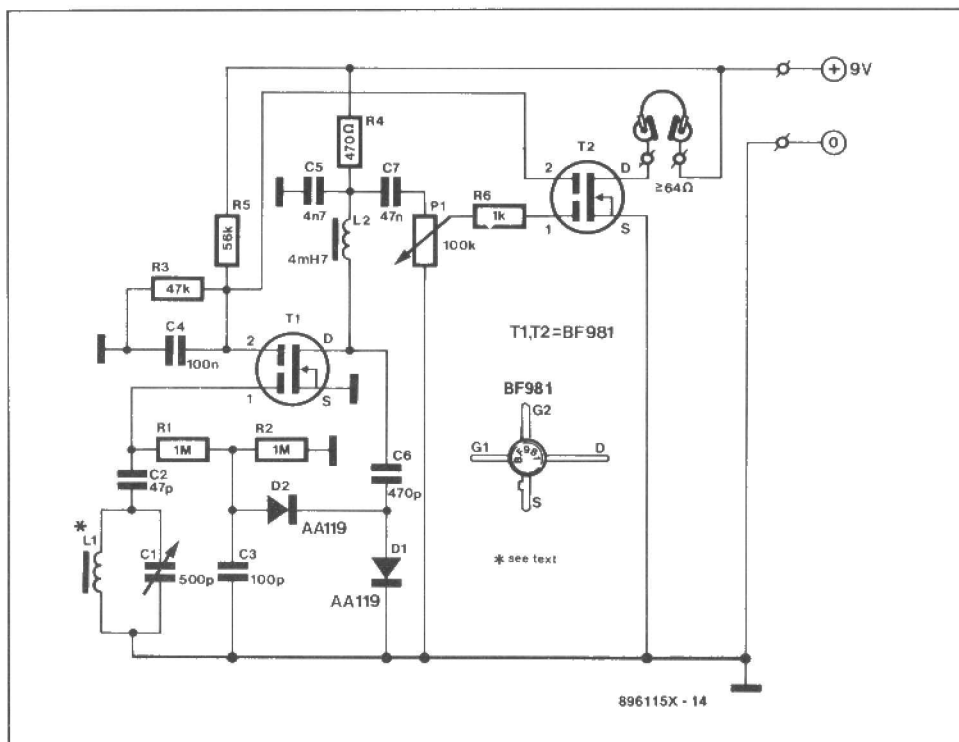 + 9V
0
R4
470Ω
T2
2
D
1
S
≥64Ω
C5
4n7
C7
47n
L2
4mH7
P1
100k
R6
1k
R5
56k
R3
47k
C4
100n
T1
2
D
1
S
T1,T2=BF981
BF981
G2
G1
BF981
D
S
R1
1M
R2
1M
C2
47p
C6
470p
D2
AA119
* L1
C1
500p
C3
100p
D1
AA119
* see text
896115X - 14